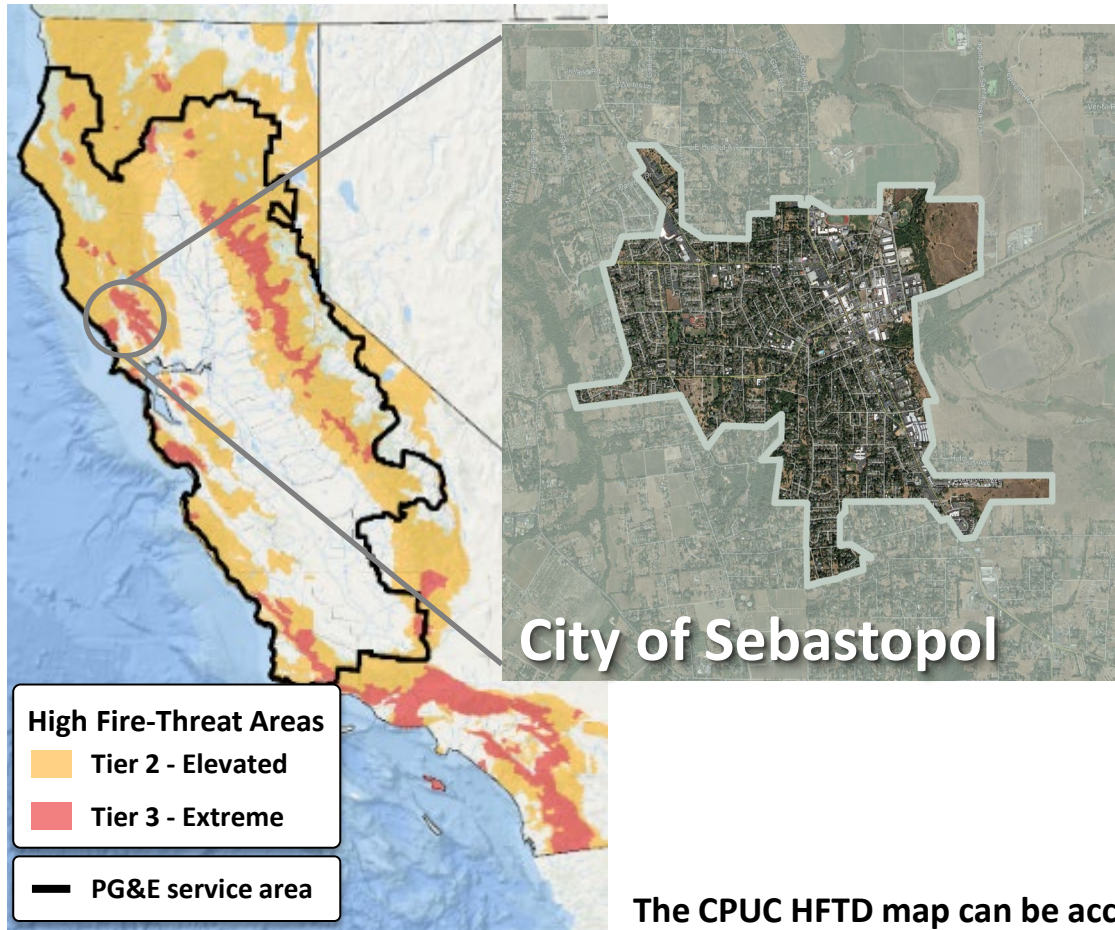 City of Sebastopol
High Fire-Threat Areas
Tier 2 - Elevated
Tier 3 - Extreme
PG&E service area
The CPUC HFTD map can be acc